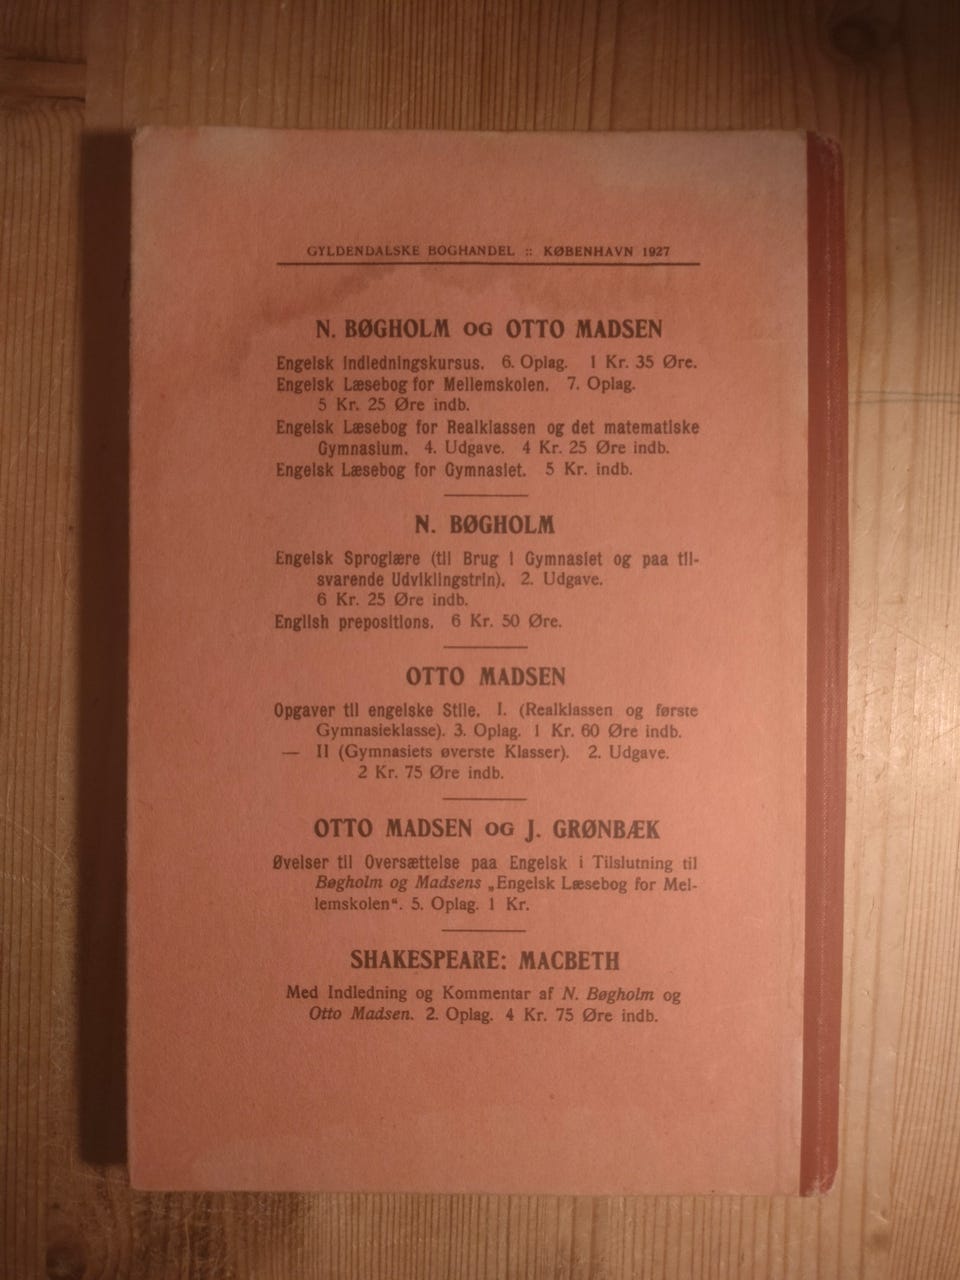 GYLDENDALSKE BOGHANDEL :: KØBENHAVN 1927
N. BØGHOLM OG OTTO MADSEN
Engelsk Indledningskursus. 6. Oplag. 1 Kr. 35 Øre.
Engelsk Læsebog for Mellemskolen. 7. Oplag.
5 Kr. 25 Øre indb.
Engelsk Læsebog for Realklassen og det matematiske
Gymnasium. 4. Udgave. 4 Kr. 25 Øre indb.
Engelsk Læsebog for Gymnasiet. 5 Kr. indb.
N. BØGHOLM
Engelsk Sproglære (til Brug i Gymnasiet og paa til-
svarende Udviklingstrin). 2. Udgave.
6 Kr. 25 Øre indb.
English prepositions. 6 Kr. 50 Øre.
OTTO MADSEN
Opgaver til engelske Stile. I. (Realklassen og første
Gymnasieklasse). 3. Oplag. 1 Kr. 60 Øre indb.
— II (Gymnasiets øverste Klasser). 2. Udgave.
2 Kr. 75 Øre indb.
OTTO MADSEN OG J. GRØNBÆK
Øvelser til Oversættelse paa Engelsk i Tilslutning til
Bøgholm og Madsens „Engelsk Læsebog for Mel-
lemskolen“. 5. Oplag. 1 Kr.
SHAKESPEARE: MACBETH
Med Indledning og Kommentar af N. Bøgholm og
Otto Madsen. 2. Oplag. 4 Kr. 75 Øre indb.